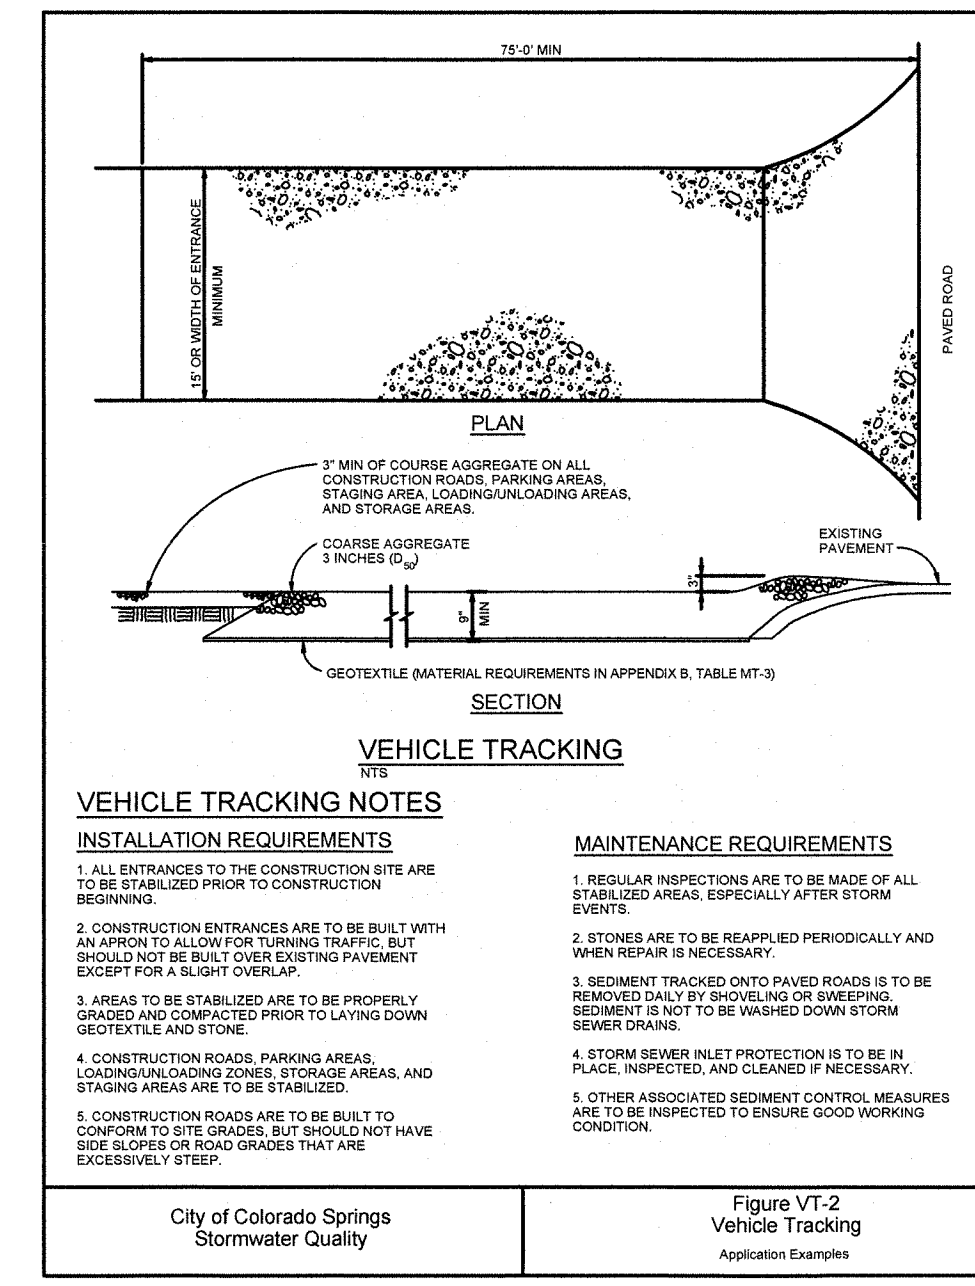 75'-0' MIN
15' OR WIDTH OF ENTRANCE
MINIMUM
PAVED ROAD
PLAN
3" MIN OF COURSE AGGREGATE ON ALL
CONSTRUCTION ROADS, PARKING AREAS,
STAGING AREA, LOADING/UNLOADING AREAS,
AND STORAGE AREAS.
COARSE AGGREGATE
3 INCHES (D50)
EXISTING
PAVEMENT
3"
9"
MIN
GEOTEXTILE (MATERIAL REQUIREMENTS IN APPENDIX B, TABLE MT-3)
SECTION
VEHICLE TRACKING
NTS
VEHICLE TRACKING NOTES
INSTALLATION REQUIREMENTS
1. ALL ENTRANCES TO THE CONSTRUCTION SITE ARE
TO BE STABILIZED PRIOR TO CONSTRUCTION
BEGINNING.
2. CONSTRUCTION ENTRANCES ARE TO BE BUILT WITH
AN APRON TO ALLOW FOR TURNING TRAFFIC, BUT
SHOULD NOT BE BUILT OVER EXISTING PAVEMENT
EXCEPT FOR A SLIGHT OVERLAP.
3. AREAS TO BE STABILIZED ARE TO BE PROPERLY
GRADED AND COMPACTED PRIOR TO LAYING DOWN
GEOTEXTILE AND STONE.
4. CONSTRUCTION ROADS, PARKING AREAS,
LOADING/UNLOADING ZONES, STORAGE AREAS, AND
STAGING AREAS ARE TO BE STABILIZED.
5. CONSTRUCTION ROADS ARE TO BE BUILT TO
CONFORM TO SITE GRADES, BUT SHOULD NOT HAVE
SIDE SLOPES OR ROAD GRADES THAT ARE
EXCESSIVELY STEEP.
MAINTENANCE REQUIREMENTS
1. REGULAR INSPECTIONS ARE TO BE MADE OF ALL
STABILIZED AREAS, ESPECIALLY AFTER STORM
EVENTS.
2. STONES ARE TO BE REAPPLIED PERIODICALLY AND
WHEN REPAIR IS NECESSARY.
3. SEDIMENT TRACKED ONTO PAVED ROADS IS TO BE
REMOVED DAILY BY SHOVELING OR SWEEPING.
SEDIMENT IS NOT TO BE WASHED DOWN STORM
SEWER DRAINS.
4. STORM SEWER INLET PROTECTION IS TO BE IN
PLACE, INSPECTED, AND CLEANED IF NECESSARY.
5. OTHER ASSOCIATED SEDIMENT CONTROL MEASURES
ARE TO BE INSPECTED TO ENSURE GOOD WORKING
CONDITION.
City of Colorado Springs
Stormwater Quality
Figure VT-2
Vehicle Tracking
Application Examples